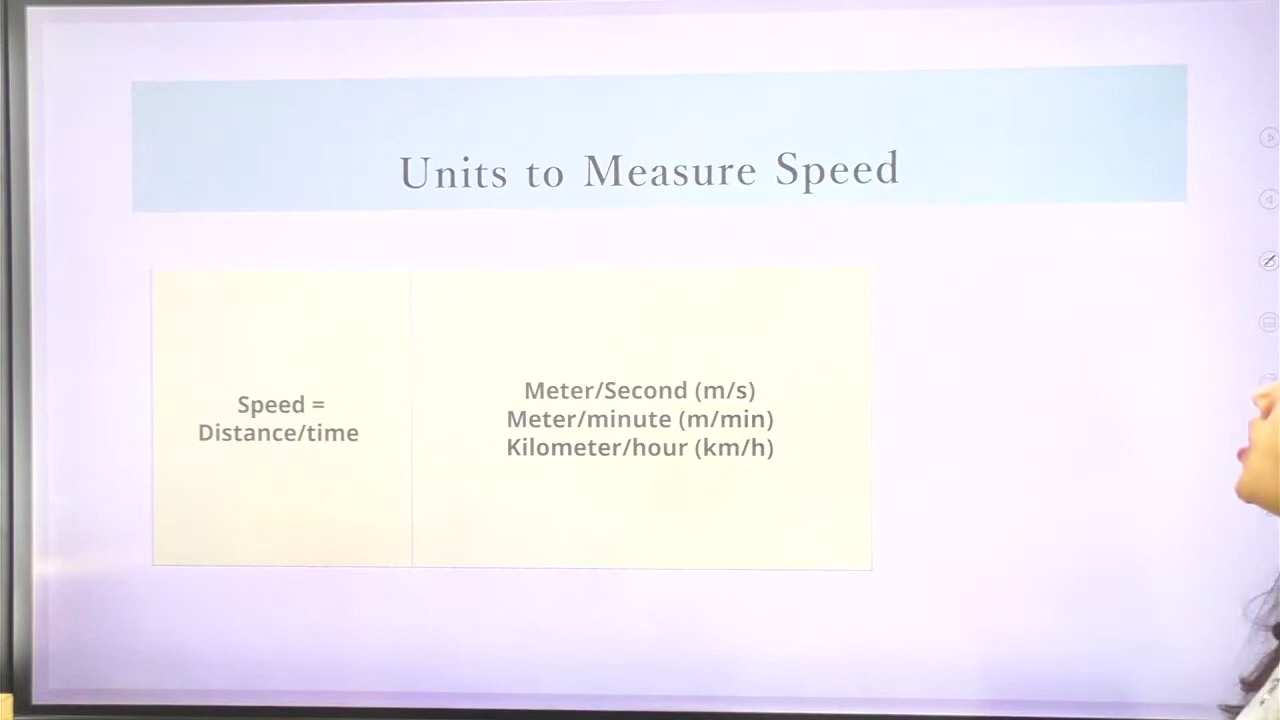 Units to Measure Speed
Speed =
Distance/time
Meter/Second (m/s)
Meter/minute (m/min)
Kilometer/hour (km/h)